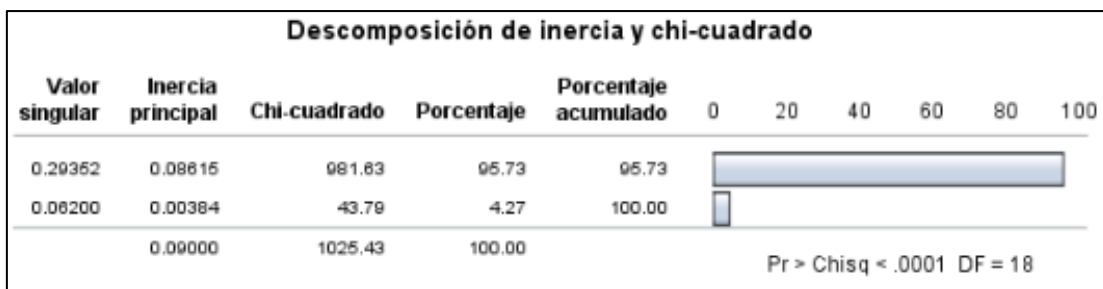 Descomposición de inercia y chi-cuadrado
Valor singular Inercia principal Chi-cuadrado Porcentaje Porcentaje acumulado 0 20 40 60 80 100
0.29352 0.08615 981.63 95.73 95.73
0.06200 0.00384 43.79 4.27 100.00
0.09000 1025.43 100.00
Pr > Chisq < .0001 DF = 18